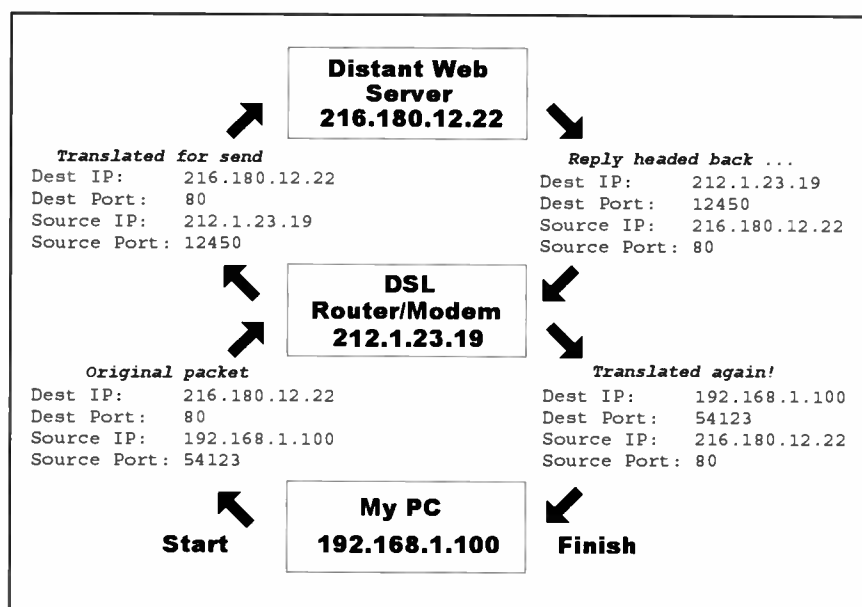 Distant Web
Server
216.180.12.22
Translated for send
Dest IP: 216.180.12.22
Dest Port: 80
Source IP: 212.1.23.19
Source Port: 12450
Reply headed back ...
Dest IP: 212.1.23.19
Dest Port: 12450
Source IP: 216.180.12.22
Source Port: 80
DSL
Router/Modem
212.1.23.19
Original packet
Dest IP: 216.180.12.22
Dest Port: 80
Source IP: 192.168.1.100
Source Port: 54123
Translated again!
Dest IP: 192.168.1.100
Dest Port: 54123
Source IP: 216.180.12.22
Source Port: 80
My PC
192.168.1.100
Start
Finish